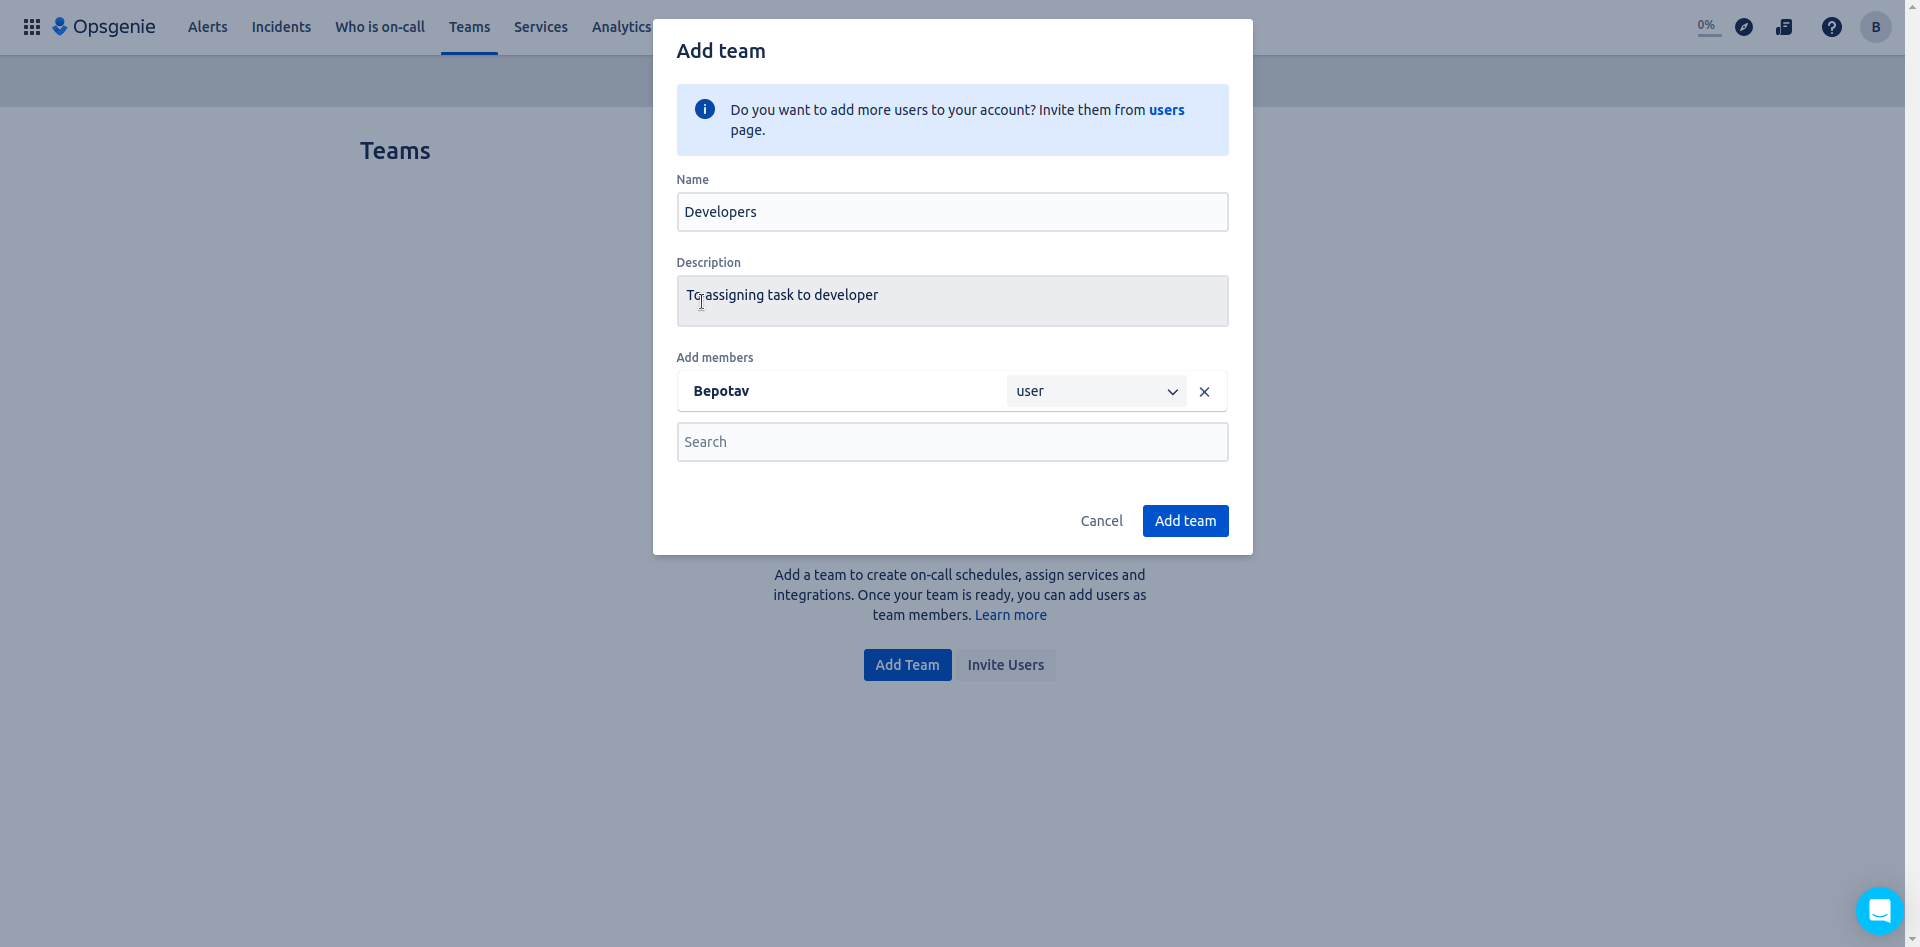 Opsgenie
Alerts
Incidents
Who is on-call
Teams
Services
Analytics
0%
B
Add team
Do you want to add more users to your account? Invite them from users
page.
Name
Developers
Description
To assigning task to developer
Add members
Bepotav
user
Search
Cancel
Add team
Teams
Add a team to create on-call schedules, assign services and
integrations. Once your team is ready, you can add users as
team members. Learn more
Add Team
Invite Users